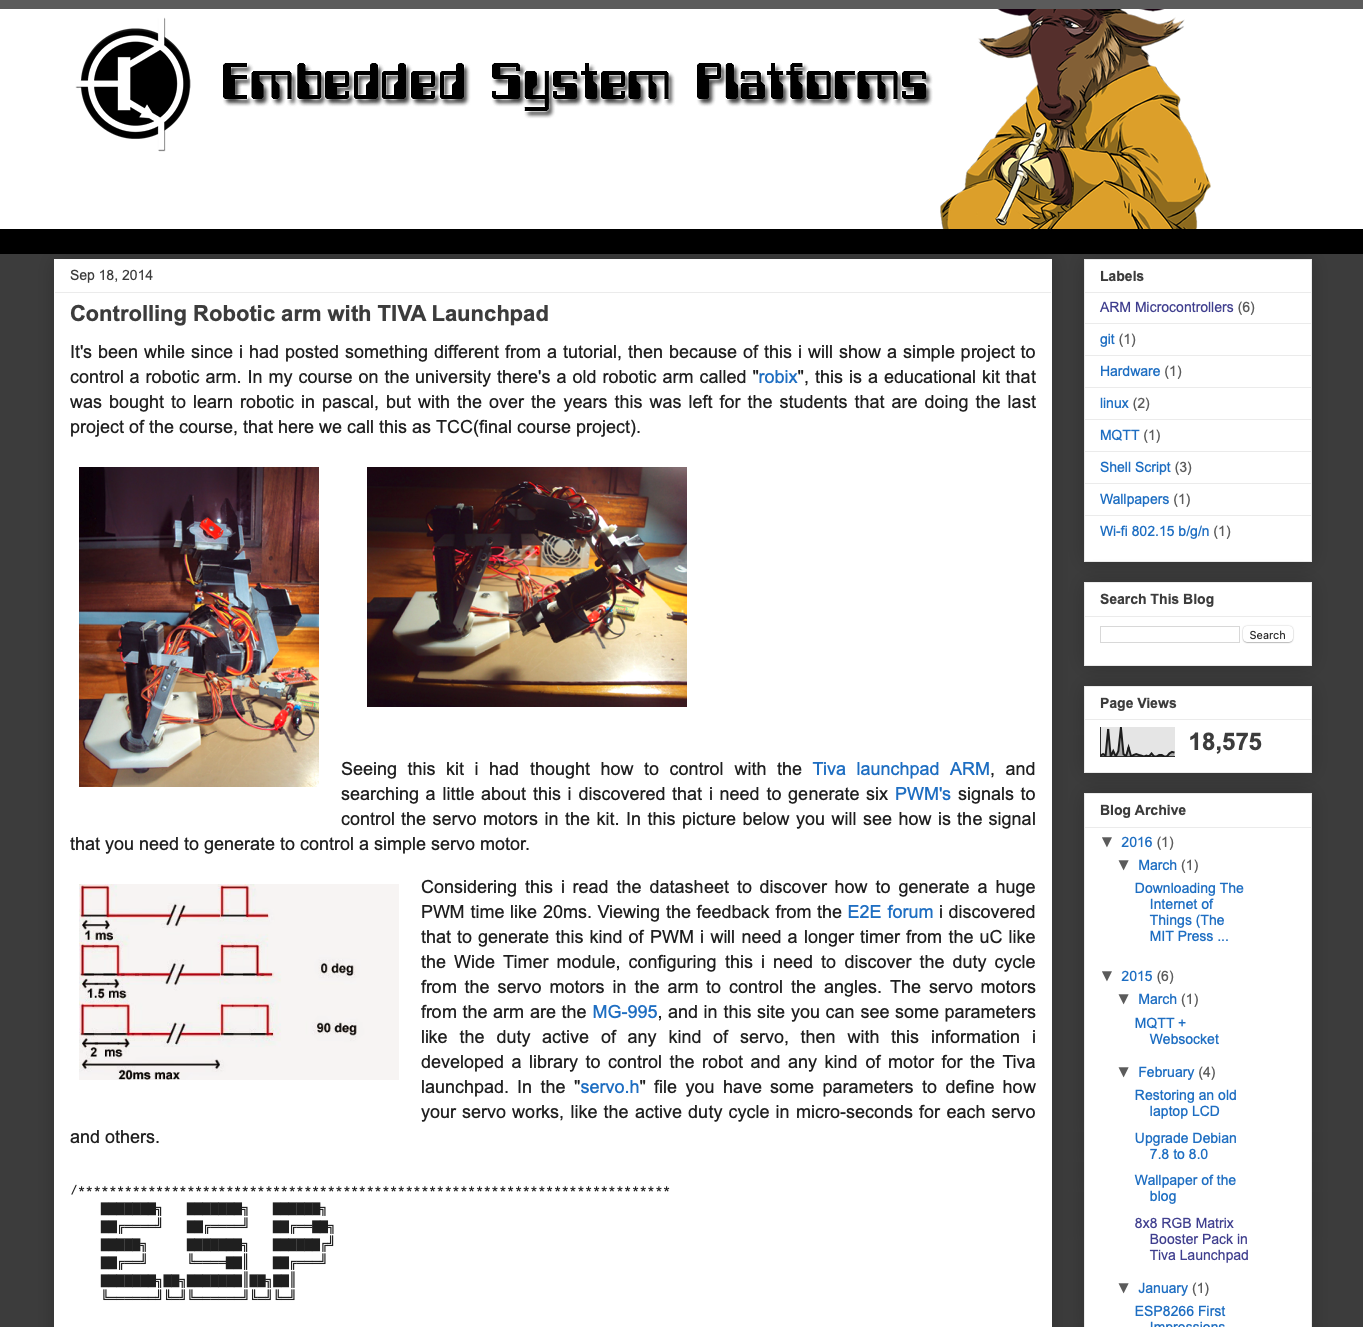 Embedded System Platforms
Sep 18, 2014
Controlling Robotic arm with TIVA Launchpad
It's been while since i had posted something different from a tutorial, then because of this i will show a simple project to
control a robotic arm. In my course on the university there's a old robotic arm called "robix", this is a educational kit that
was bought to learn robotic in pascal, but with the over the years this was left for the students that are doing the last
project of the course, that here we call this as TCC(final course project).
Seeing this kit i had thought how to control with the Tiva launchpad ARM, and
searching a little about this i discovered that i need to generate six PWM's signals to
control the servo motors in the kit. In this picture below you will see how is the signal
that you need to generate to control a simple servo motor.
1 ms
0 deg
1.5 ms
90 deg
2 ms
20ms max
Considering this i read the datasheet to discover how to generate a huge
PWM time like 20ms. Viewing the feedback from the E2E forum i discovered
that to generate this kind of PWM i will need a longer timer from the uC like
the Wide Timer module, configuring this i need to discover the duty cycle
from the servo motors in the arm to control the angles. The servo motors
from the arm are the MG-995, and in this site you can see some parameters
like the duty active of any kind of servo, then with this information i
developed a library to control the robot and any kind of motor for the Tiva
launchpad. In the "servo.h" file you have some parameters to define how
your servo works, like the active duty cycle in micro-seconds for each servo
and others.
/****************************************************************************
E.S.P.
Labels
ARM Microcontrollers (6)
git (1)
Hardware (1)
linux (2)
MQTT (1)
Shell Script (3)
Wallpapers (1)
Wi-fi 802.15 b/g/n (1)
Search This Blog
Search
Page Views
18,575
Blog Archive
▼ 2016 (1)
▼ March (1)
Downloading The
Internet of
Things (The
MIT Press ...
▼ 2015 (6)
▼ March (1)
MQTT +
Websocket
▼ February (4)
Restoring an old
laptop LCD
Upgrade Debian
7.8 to 8.0
Wallpaper of the
blog
8x8 RGB Matrix
Booster Pack in
Tiva Launchpad
▼ January (1)
ESP8266 First
Impressions